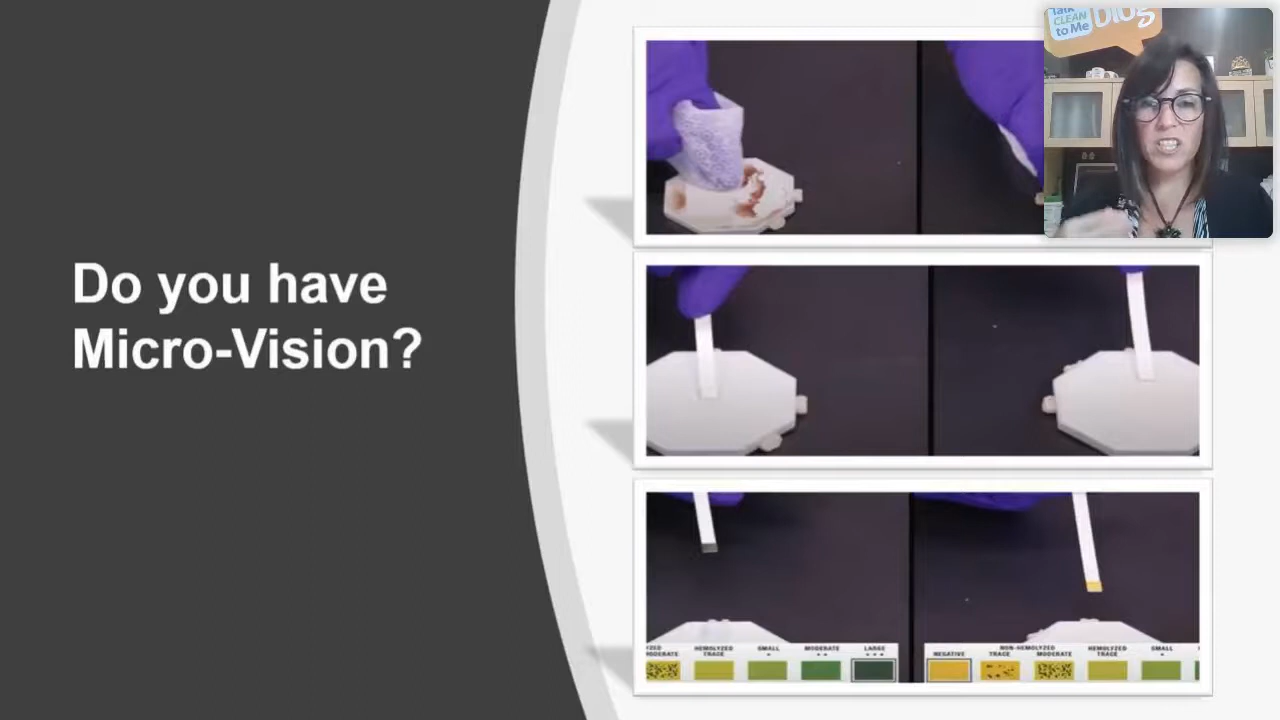 Talk
CLEAN
to Me
blog
Do you have
Micro-Vision?
HEMOLYZED
TRACE
SMALL
MODERATE
LARGE
MODERATE
NEGATIVE
NON-HEMOLYZED
TRACE
MODERATE
HEMOLYZED
TRACE
SMALL